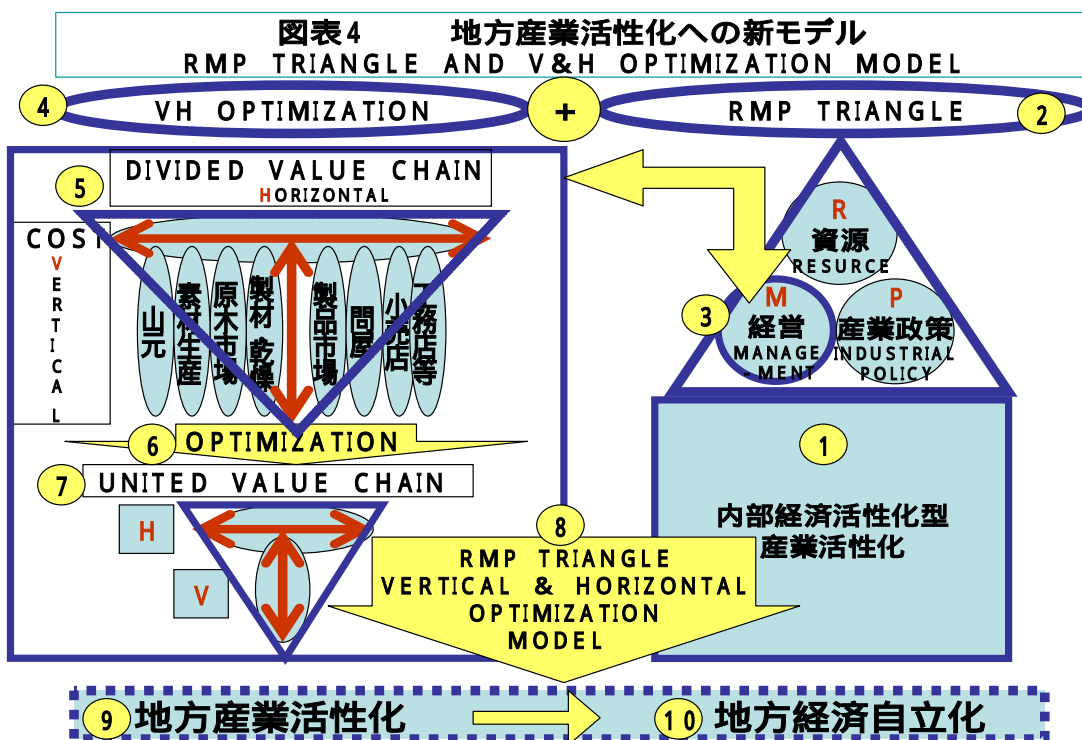 図表4 地方産業活性化への新モデル
RMP TRIANGLE AND V&H OPTIMIZATION MODEL
4
VH OPTIMIZATION
+
RMP TRIANGLE
2
DIVIDED VALUE CHAIN
HORIZONTAL
5
COST
VERTICAL
山元
素材生産
原木市場
製材・乾燥
製品市場
問屋
小売店
工務店等
R
資源
RESURCE
3
M
経営
MANAGE
-MENT
P
産業政策
INDUSTRIAL
POLICY
6
OPTIMIZATION
7
UNITED VALUE CHAIN
H
V
1
内部経済活性化型
産業活性化
8
RMP TRIANGLE
VERTICAL & HORIZONTAL
OPTIMIZATION
MODEL
9
地方産業活性化
10
地方経済自立化